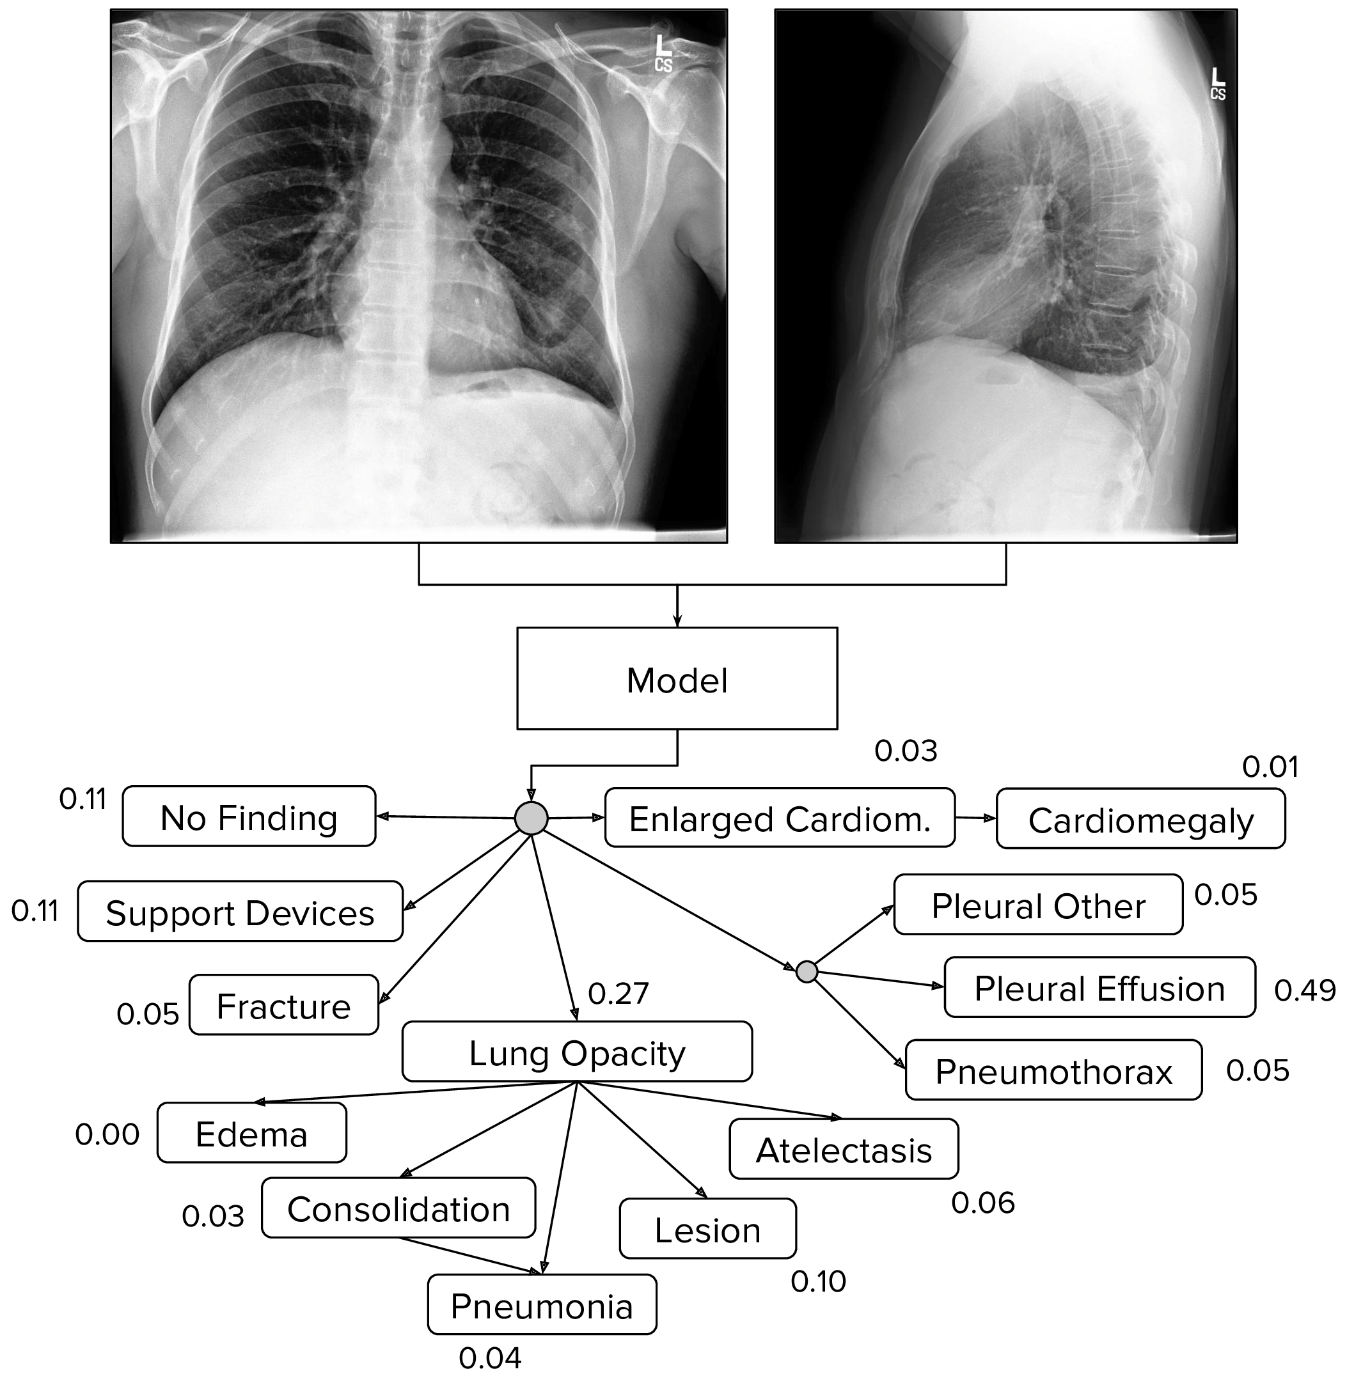 L
CS
L
CS
Model
0.03
0.01
0.11
No Finding
Enlarged Cardiom.
Cardiomegaly
0.11
Support Devices
Pleural Other
0.05
Fracture
0.05
0.27
Pleural Effusion
0.49
Lung Opacity
Pneumothorax
0.05
0.00
Edema
Atelectasis
0.06
0.03
Consolidation
Lesion
0.10
Pneumonia
0.04